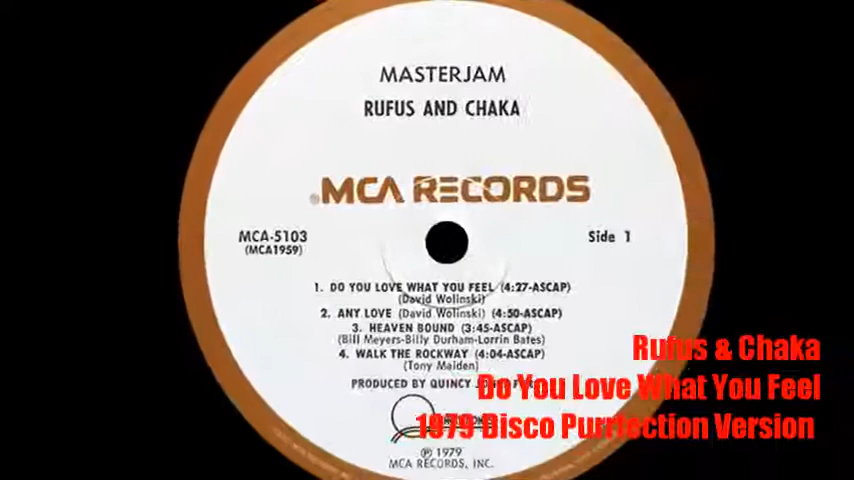 MASTERJAM
RUFUS AND CHAKA
MCA RECORDS
MCA-5103
(MCA1959)
Side 1
1. DO YOU LOVE WHAT YOU FEEL (4:27-ASCAP)
(David Wolinski)
2. ANY LOVE (David Wolinski) (4:50-ASCAP)
3. HEAVEN BOUND (3:45-ASCAP)
(Bill Meyers-Billy Durham-Lorrin Bates)
4. WALK THE ROCKWAY (4:04-ASCAP)
(Tony Maiden)
PRODUCED BY QUINCY
℗ 1979
MCA RECORDS, INC.
Rufus & Chaka
Do You Love What You Feel
1979 Disco Purrfection Version